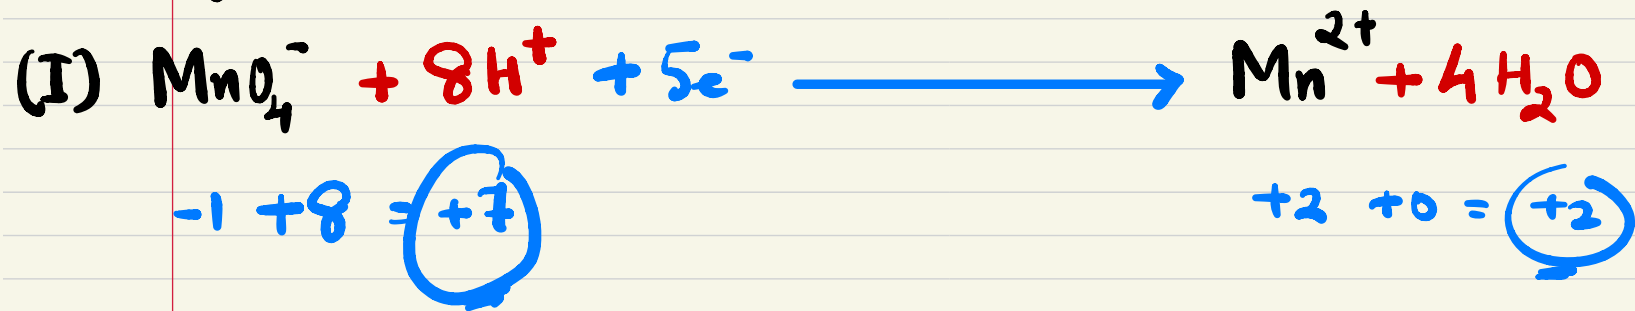 (I) MnO₄⁻ + 8H⁺ + 5e⁻ ⟶ Mn²⁺ + 4H₂O
-1 +8 = +7 +2 +0 = +2